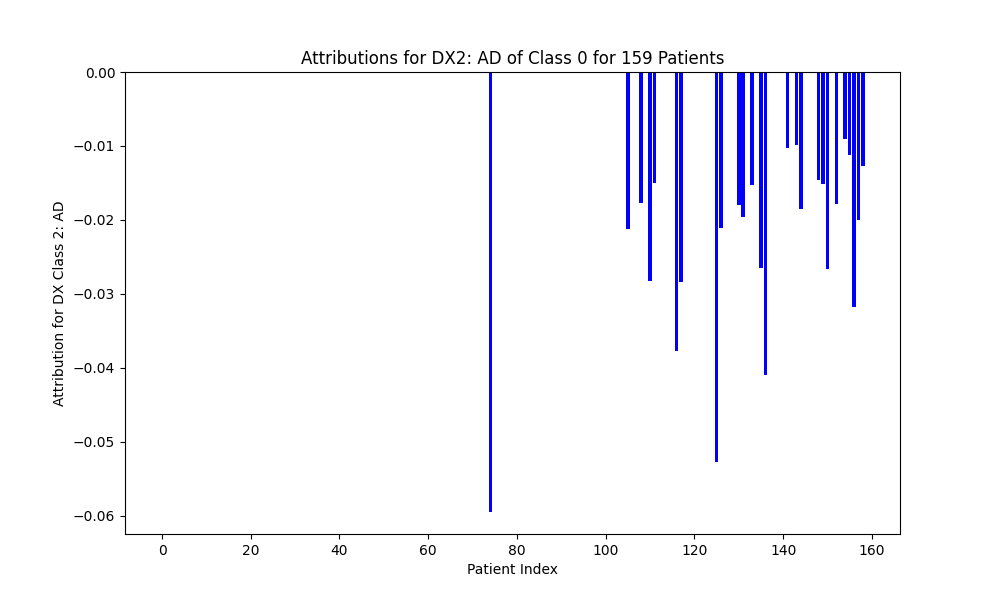 Attributions for DX2: AD of Class 0 for 159 Patients
Attribution for DX Class 2: AD
0.00
−0.01
−0.02
−0.03
−0.04
−0.05
−0.06
0 20 40 60 80 100 120 140 160
Patient Index